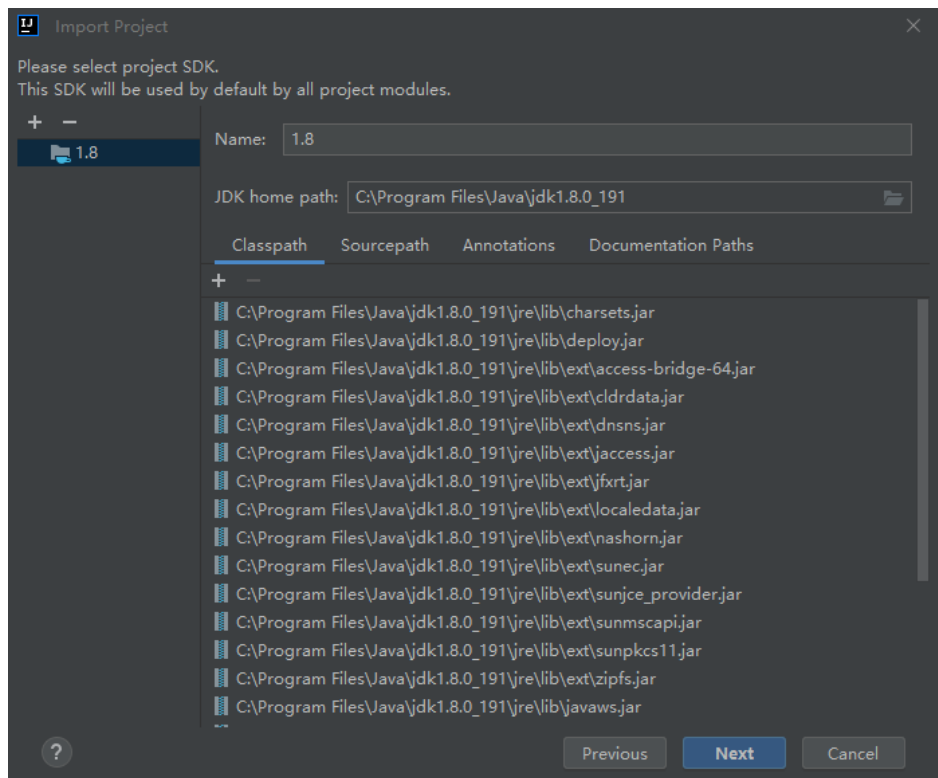 IJ
Import Project
Please select project SDK.
This SDK will be used by default by all project modules.
1.8
Name: 1.8
JDK home path: C:\Program Files\Java\jdk1.8.0_191
Classpath Sourcepath Annotations Documentation Paths
C:\Program Files\Java\jdk1.8.0_191\jre\lib\charsets.jar
C:\Program Files\Java\jdk1.8.0_191\jre\lib\deploy.jar
C:\Program Files\Java\jdk1.8.0_191\jre\lib\ext\access-bridge-64.jar
C:\Program Files\Java\jdk1.8.0_191\jre\lib\ext\cldrdata.jar
C:\Program Files\Java\jdk1.8.0_191\jre\lib\ext\dnsns.jar
C:\Program Files\Java\jdk1.8.0_191\jre\lib\ext\jaccess.jar
C:\Program Files\Java\jdk1.8.0_191\jre\lib\ext\jfxrt.jar
C:\Program Files\Java\jdk1.8.0_191\jre\lib\ext\localedata.jar
C:\Program Files\Java\jdk1.8.0_191\jre\lib\ext\nashorn.jar
C:\Program Files\Java\jdk1.8.0_191\jre\lib\ext\sunec.jar
C:\Program Files\Java\jdk1.8.0_191\jre\lib\ext\sunjce_provider.jar
C:\Program Files\Java\jdk1.8.0_191\jre\lib\ext\sunmscapi.jar
C:\Program Files\Java\jdk1.8.0_191\jre\lib\ext\sunpkcs11.jar
C:\Program Files\Java\jdk1.8.0_191\jre\lib\ext\zipfs.jar
C:\Program Files\Java\jdk1.8.0_191\jre\lib\javaws.jar
? Previous Next Cancel